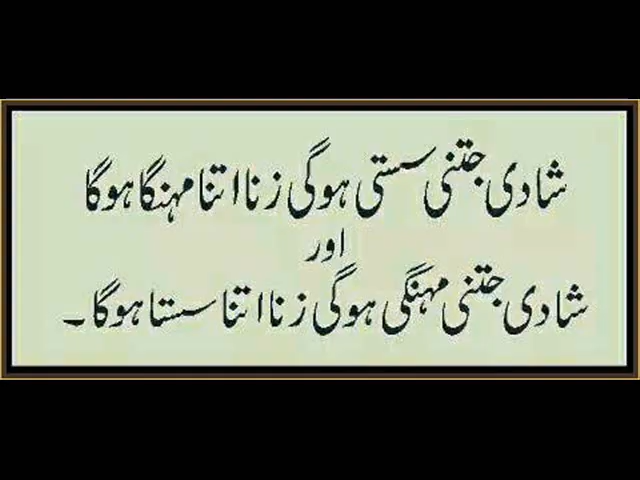 شادی جتنی سستی ہوگی زنا اتنا مہنگا ہوگا
اور
شادی جتنی مہنگی ہوگی زنا اتنا سستا ہوگا۔